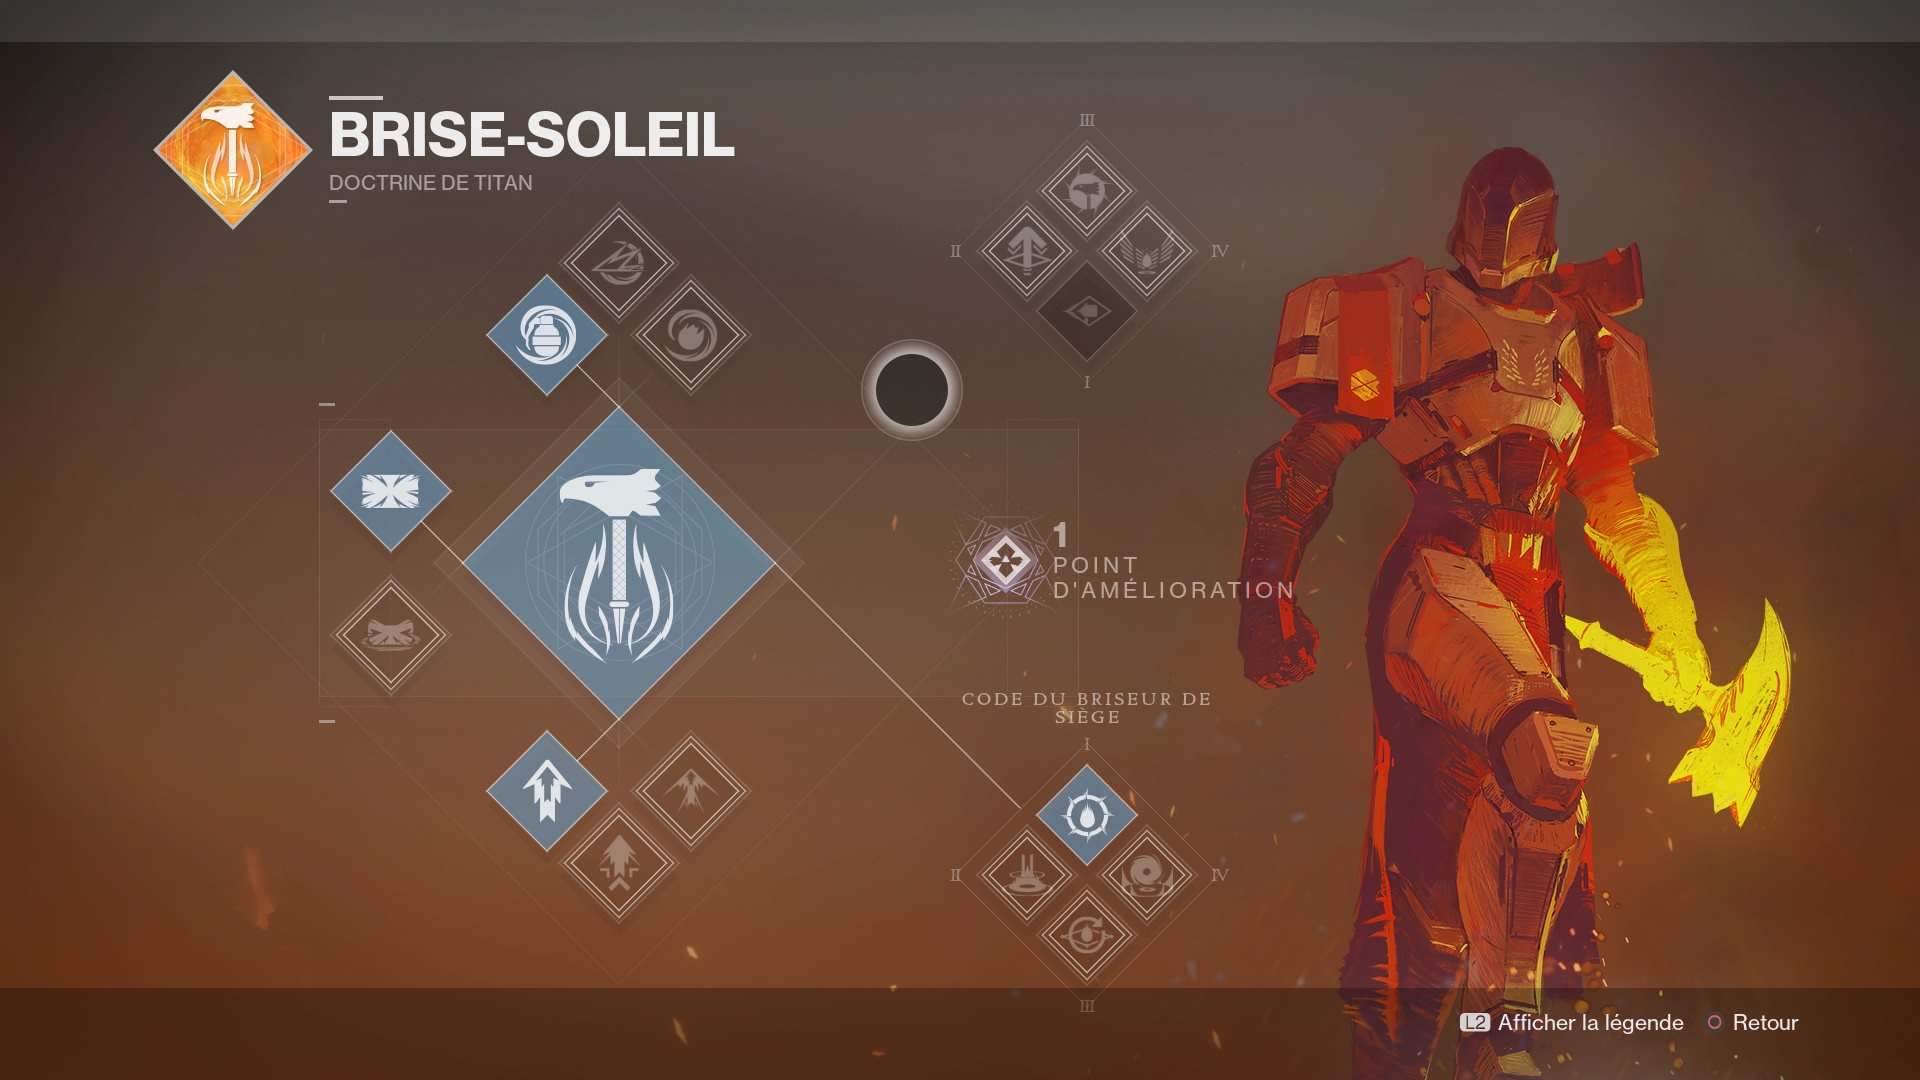 BRISE-SOLEIL
DOCTRINE DE TITAN
III
II
IV
I
1
POINT
D'AMÉLIORATION
CODE DU BRISEUR DE
SIÈGE
I
II
IV
III
L2 Afficher la légende
Retour